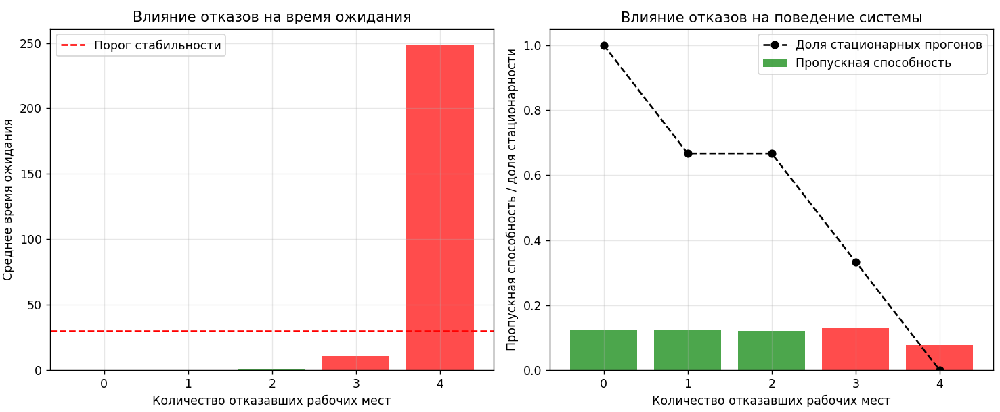 Влияние отказов на время ожидания
Порог стабильности
250
200
150
100
50
0
Среднее время ожидания
0 1 2 3 4
Количество отказавших рабочих мест
Влияние отказов на поведение системы
Доля стационарных прогонов
Пропускная способность
1.0
0.8
0.6
0.4
0.2
0.0
Пропускная способность / доля стационарности
0 1 2 3 4
Количество отказавших рабочих мест